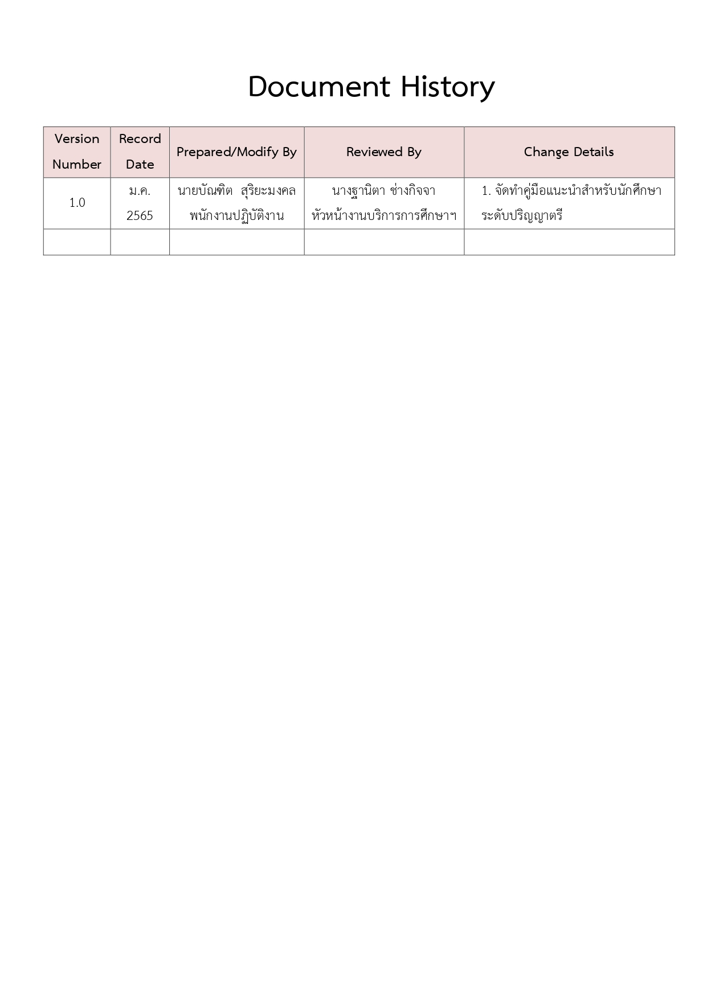 Document History
Version Number
Record Date
Prepared/Modify By
Reviewed By
Change Details
1.0
ม.ค.
2565
นายบัณฑิต สุริยะมงคล
พนักงานปฏิบัติงาน
นางฐานิตา ช่างกิจจา
หัวหน้างานบริการการศึกษาฯ
1. จัดทำคู่มือแนะนำสำหรับนักศึกษา
ระดับปริญญาตรี